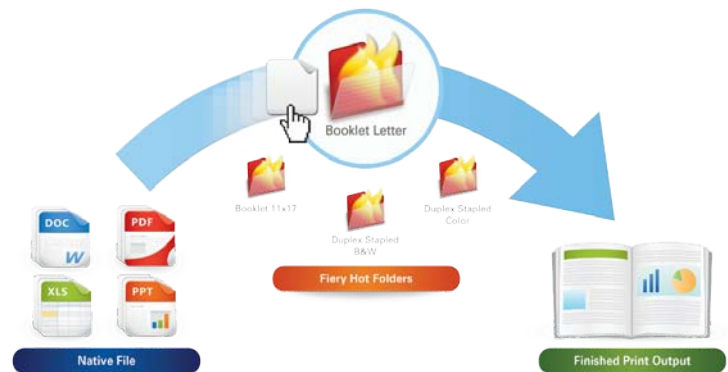 Booklet Letter
Booklet 11x17
Duplex Stapled
B&W
Duplex Stapled
Color
DOC
W
PDF
XLS
PPT
Fiery Hot Folders
Native File
Finished Print Output